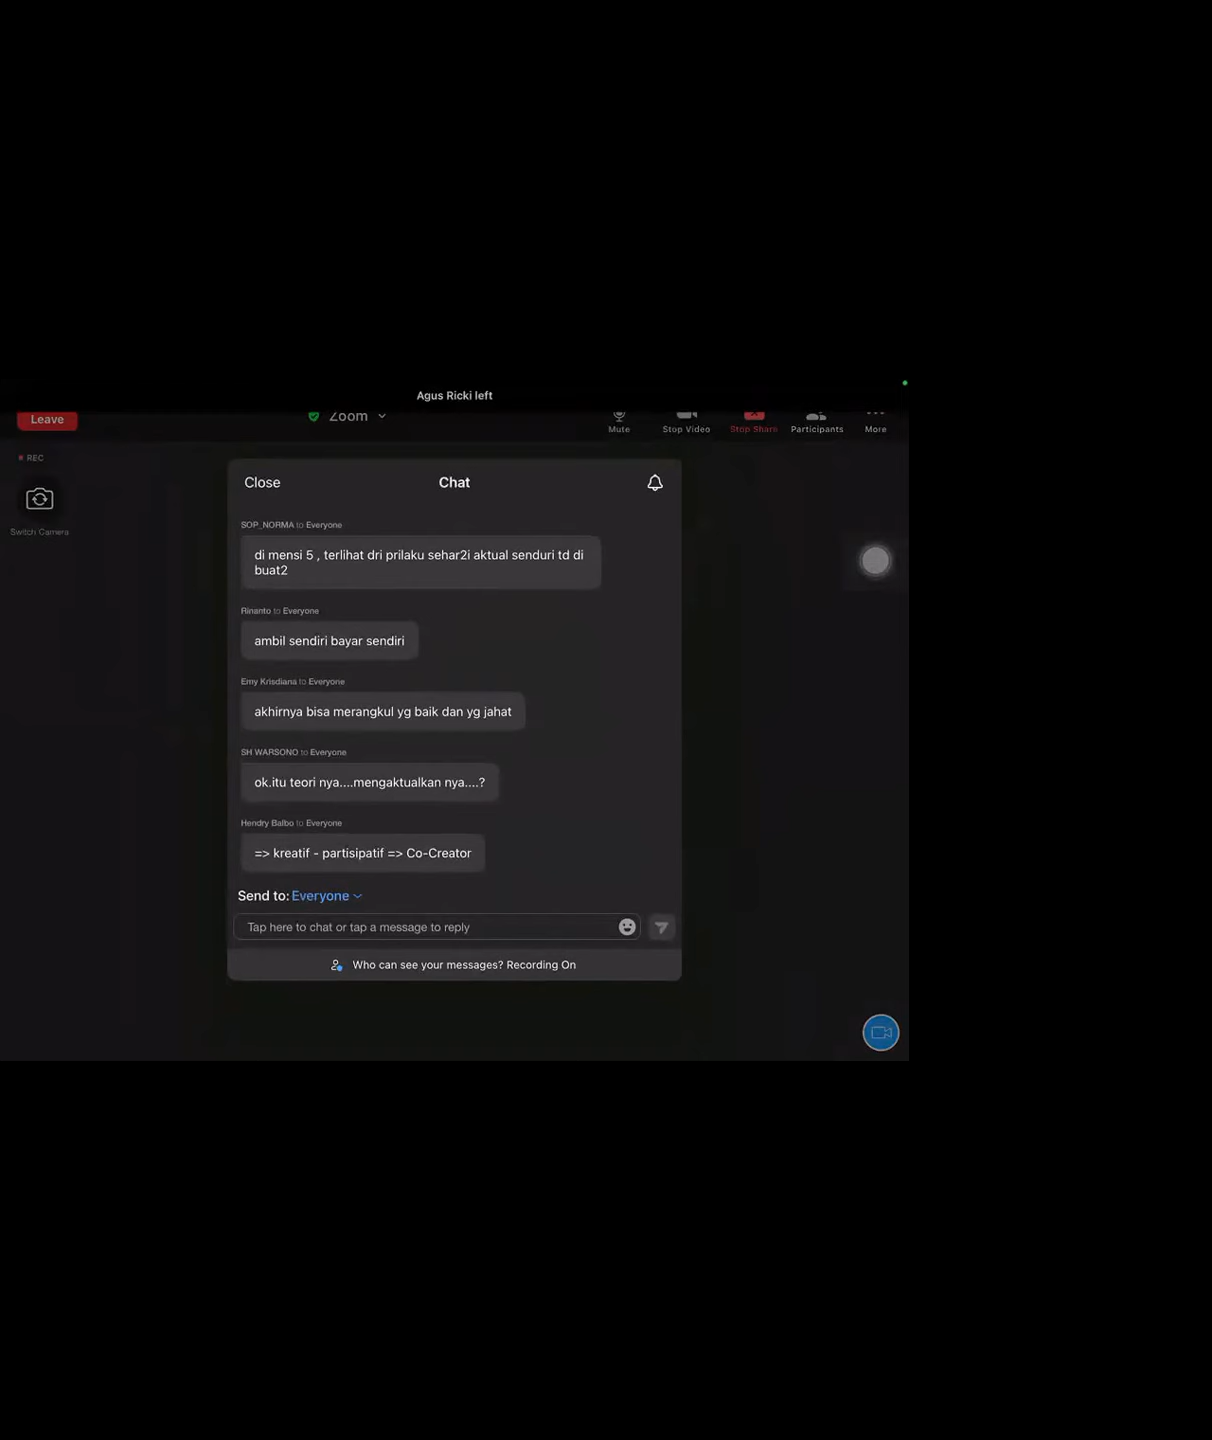 Agus Ricki left
Leave
Zoom
Mute
Stop Video
Stop Share
Participants
More
REC
Switch Camera
Close
Chat
SOP_NORMA to Everyone
di mensi 5 , terlihat dri prilaku sehar2i aktual senduri td di
buat2
Rinanto to Everyone
ambil sendiri bayar sendiri
Emy Krisdiana to Everyone
akhirnya bisa merangkul yg baik dan yg jahat
SH WARSONO to Everyone
ok.itu teori nya....mengaktualkan nya....?
Hendry Balbo to Everyone
=> kreatif - partisipatif => Co-Creator
Send to: Everyone
Tap here to chat or tap a message to reply
Who can see your messages? Recording On